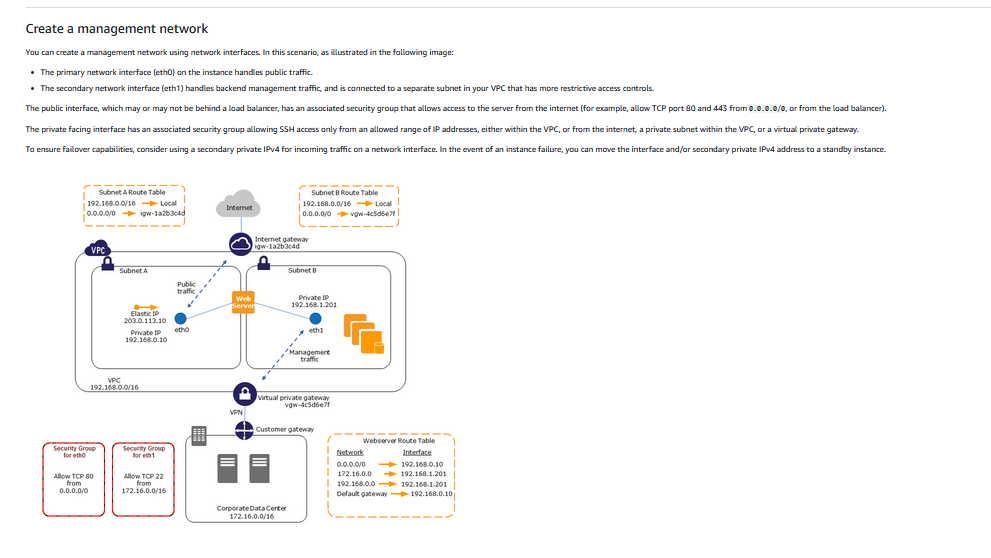 Create a management network
You can create a management network using network interfaces. In this scenario, as illustrated in the following image:
• The primary network interface (eth0) on the instance handles public traffic.
• The secondary network interface (eth1) handles backend management traffic, and is connected to a separate subnet in your VPC that has more restrictive access controls.
The public interface, which may or may not be behind a load balancer, has an associated security group that allows access to the server from the internet (for example, allow TCP port 80 and 443 from 0.0.0.0/0, or from the load balancer).
The private facing interface has an associated security group allowing SSH access only from an allowed range of IP addresses, either within the VPC, or from the internet, a private subnet within the VPC, or a virtual private gateway.
To ensure failover capabilities, consider using a secondary private IPv4 for incoming traffic on a network interface. In the event of an instance failure, you can move the interface and/or secondary private IPv4 address to a standby instance.
Subnet A Route Table
192.168.0.0/16 Local
0.0.0.0/0 igw-1a2b3c4d
Internet
Subnet B Route Table
192.168.0.0/16 Local
0.0.0.0/0 vgw-4c5d6e7f
Internet gateway
igw-1a2b3c4d
VPC
Subnet A
Subnet B
Public
traffic
Web
Server
Private IP
192.168.1.201
Elastic IP
203.0.113.10
Private IP
192.168.0.10
eth0
eth1
Management
traffic
VPC
192.168.0.0/16
Virtual private gateway
vgw-4c5d6e7f
VPN
Customer gateway
Security Group
for eth0
Allow TCP 80
from
0.0.0.0/0
Security Group
for eth1
Allow TCP 22
from
172.16.0.0/16
Corporate Data Center
172.16.0.0/16
Webserver Route Table
Network Interface
0.0.0.0/0 192.168.0.10
172.16.0.0 192.168.1.201
192.168.0.0 192.168.1.201
Default gateway 192.168.0.10